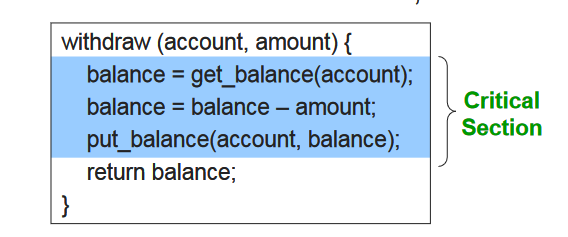 withdraw (account, amount) {
balance = get_balance(account);
balance = balance – amount;
put_balance(account, balance);
return balance;
}
Critical
Section